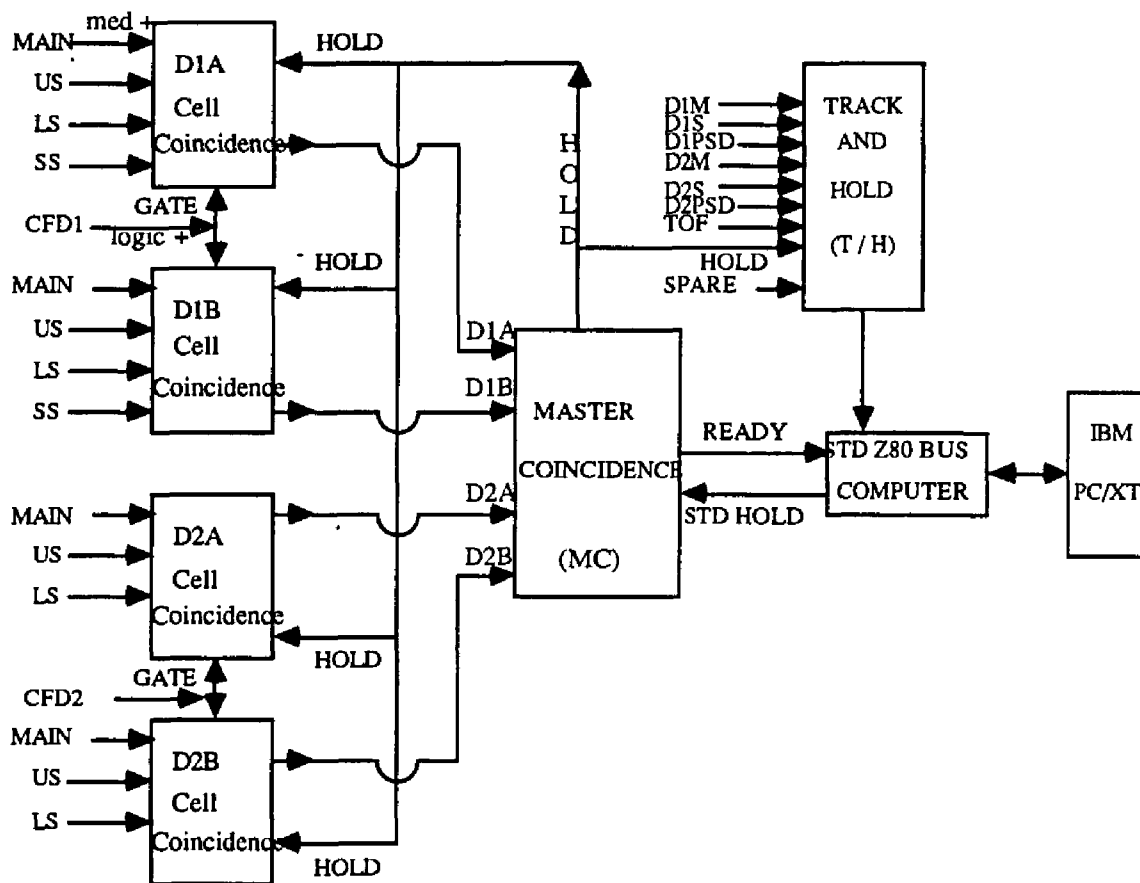 med +
MAIN
US
LS
SS
D1A
Cell
Coincidence
HOLD
GATE
CFD1
logic +
MAIN
US
LS
SS
D1B
Cell
Coincidence
HOLD
MAIN
US
LS
D2A
Cell
Coincidence
HOLD
GATE
CFD2
MAIN
US
LS
D2B
Cell
Coincidence
HOLD
D1A
D1B
D2A
D2B
MASTER
COINCIDENCE
(MC)
HOLD
D1M
D1S
D1PSD
D2M
D2S
D2PSD
TOF
HOLD
SPARE
TRACK
AND
HOLD
(T / H)
READY
STD HOLD
STD Z80 BUS
COMPUTER
IBM
PC/XT